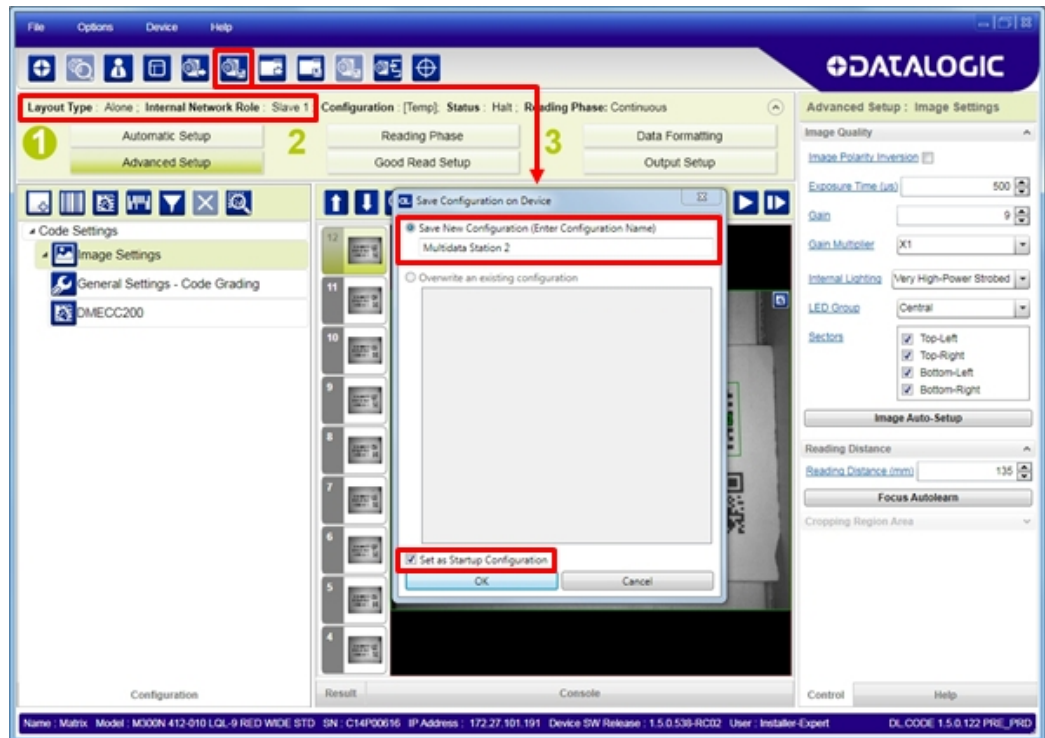 File Options Device Help
DATALOGIC
Layout Type : Alone ; Internal Network Role : Slave 1 ; Configuration : [Temp]; Status : Halt ; Reading Phase: Continuous
Advanced Setup : Image Settings
1 Automatic Setup 2 Reading Phase 3 Data Formatting
Advanced Setup Good Read Setup Output Setup
Image Quality
Image Polarity Inversion
Exposure Time (µs) 500
Gain 9
Gain Multiplier X1
Internal Lighting Very High-Power Strobed
LED Group Central
Sectors Top-Left
Top-Right
Bottom-Left
Bottom-Right
Image Auto-Setup
Reading Distance
Reading Distance (mm) 135
Focus Autolearn
Cropping Region Area
Code Settings
Image Settings
General Settings - Code Grading
DMECC200
12
11
10
9
8
7
6
5
4
Save Configuration on Device
Save New Configuration (Enter Configuration Name)
Multidata Station 2
Overwrite an existing configuration
Set as Startup Configuration
OK Cancel
Configuration Result Console Control Help
Name : Matrix Model : M300N 412-010 LQL-9 RED WIDE STD SN : C14P00616 IP Address : 172.27.101.191 Device SW Release : 1.5.0.538-RC02 User : Installer-Expert DL.CODE 1.5.0.122 PRE_PRD